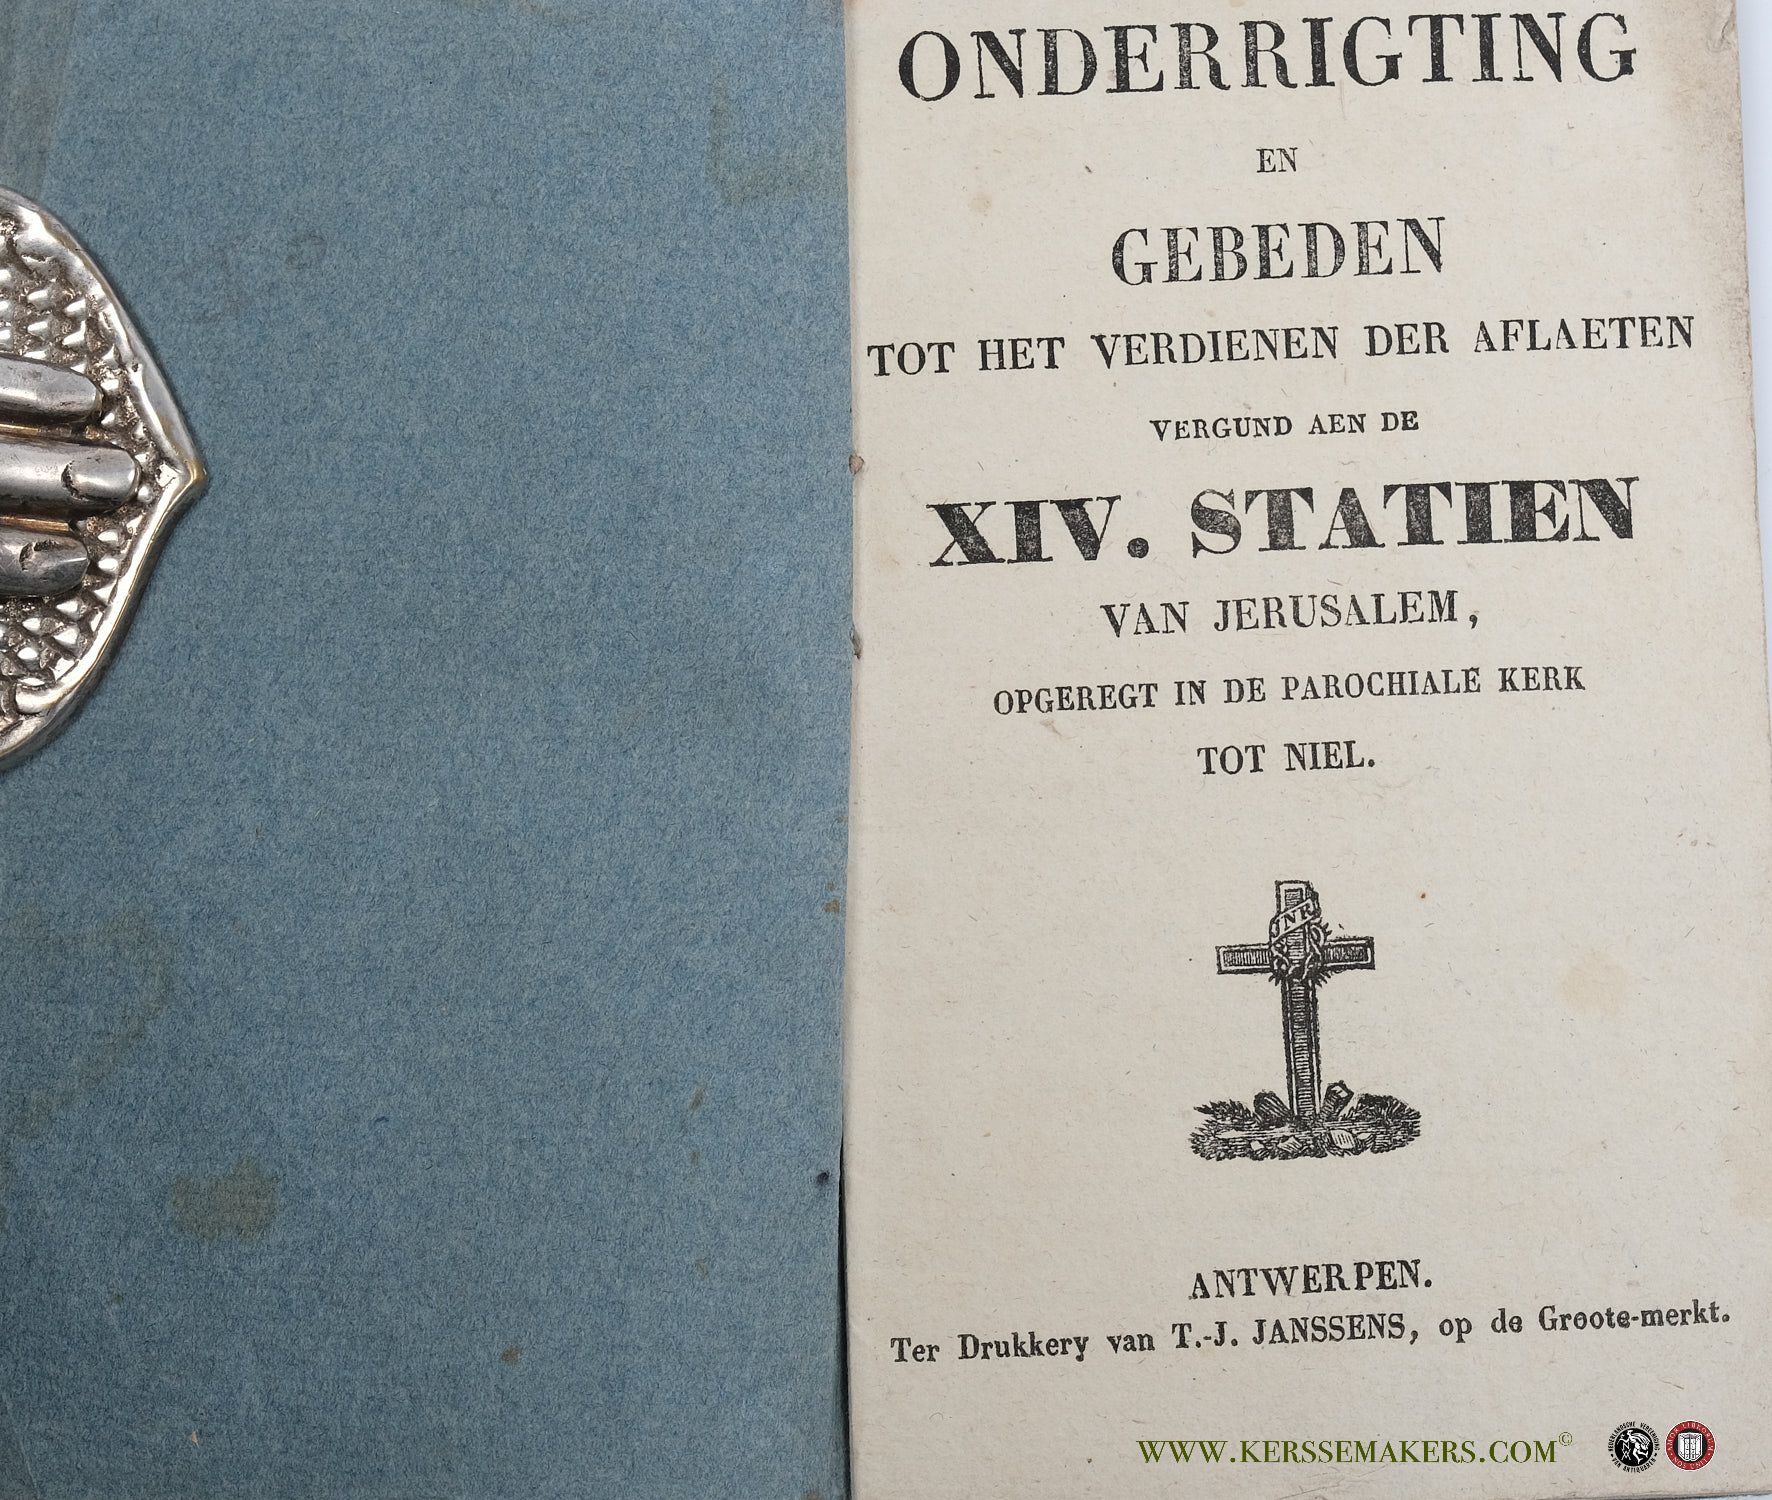 ONDERRIGTING
EN
GEBEDEN
TOT HET VERDIENEN DER AFLAETEN
VERGUND AEN DE
XIV. STATIEN
VAN JERUSALEM,
OPGEREGT IN DE PAROCHIALE KERK
TOT NIEL.
ANTWERPEN.
Ter Drukkery van T.-J. JANSSENS, op de Groote-merkt.
WWW.KERSSEMAKERS.COM©